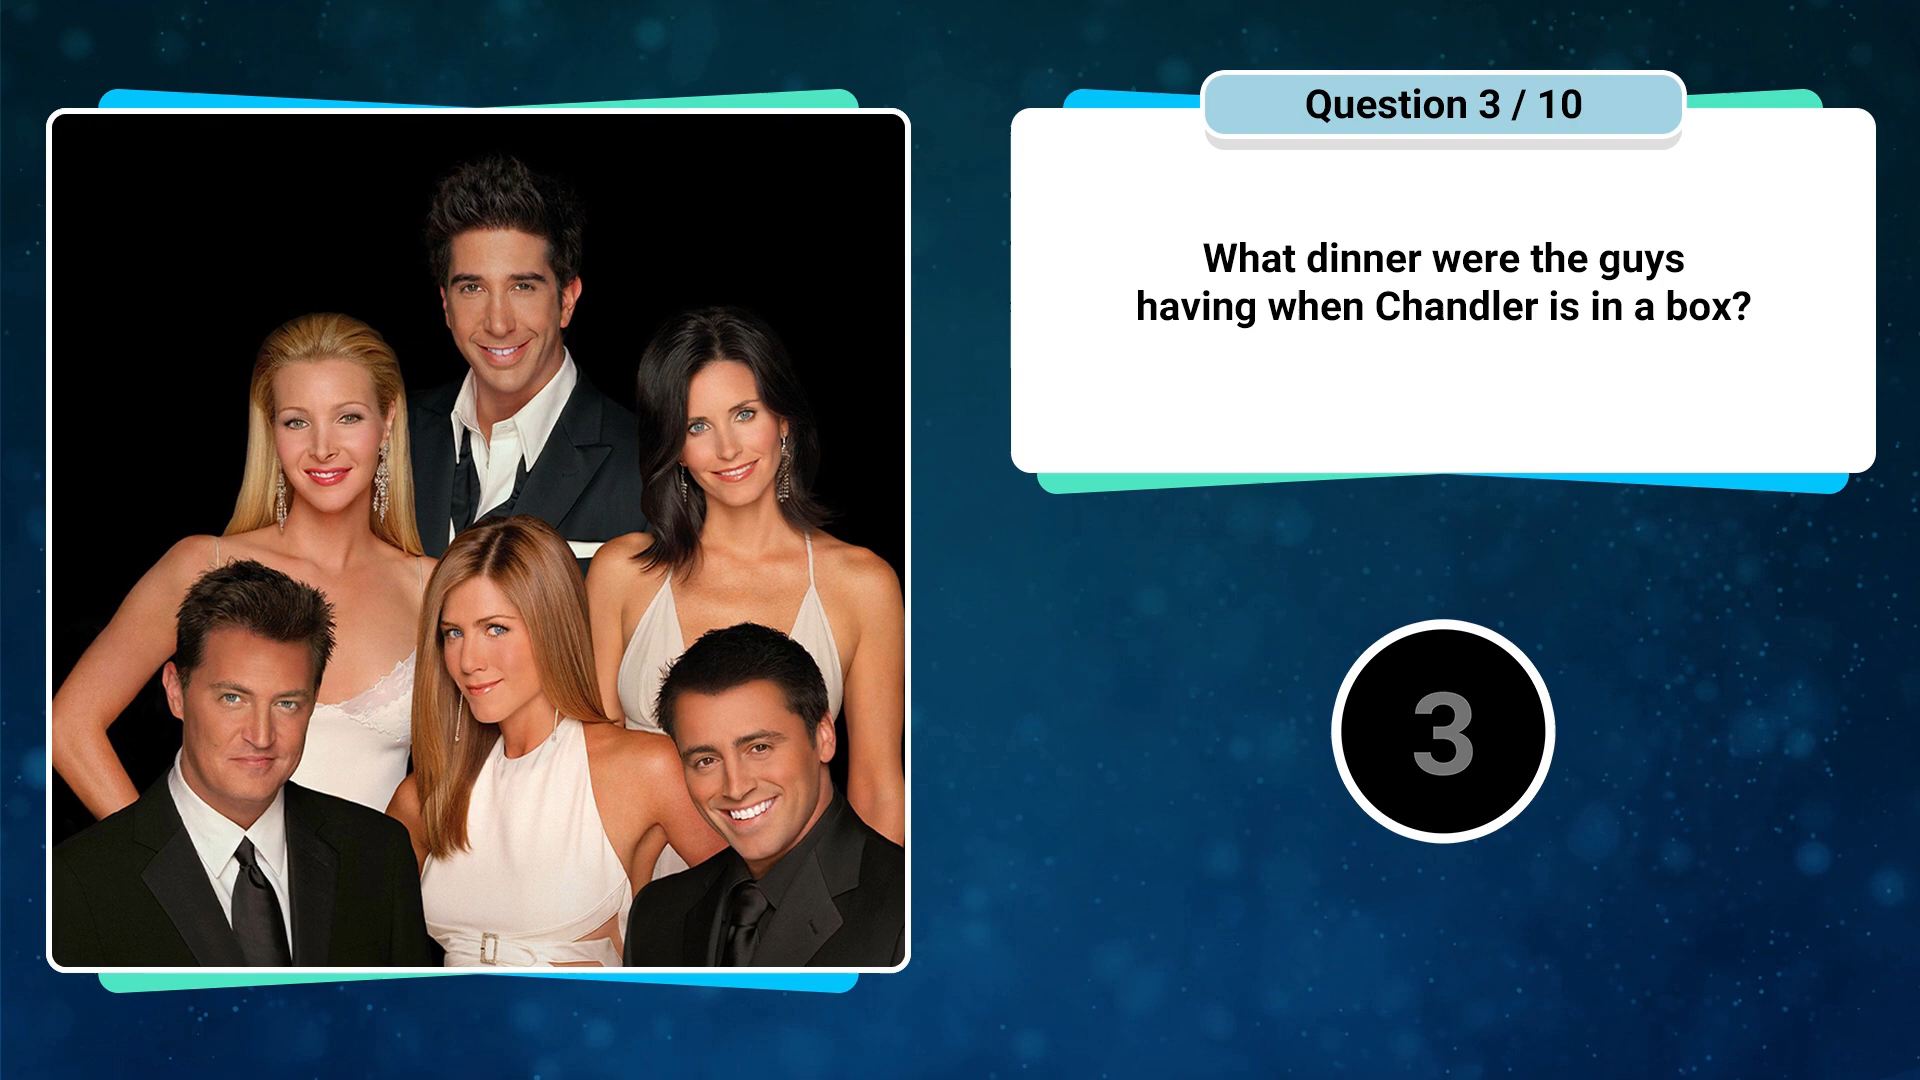 Question 3 / 10
What dinner were the guys
having when Chandler is in a box?
3